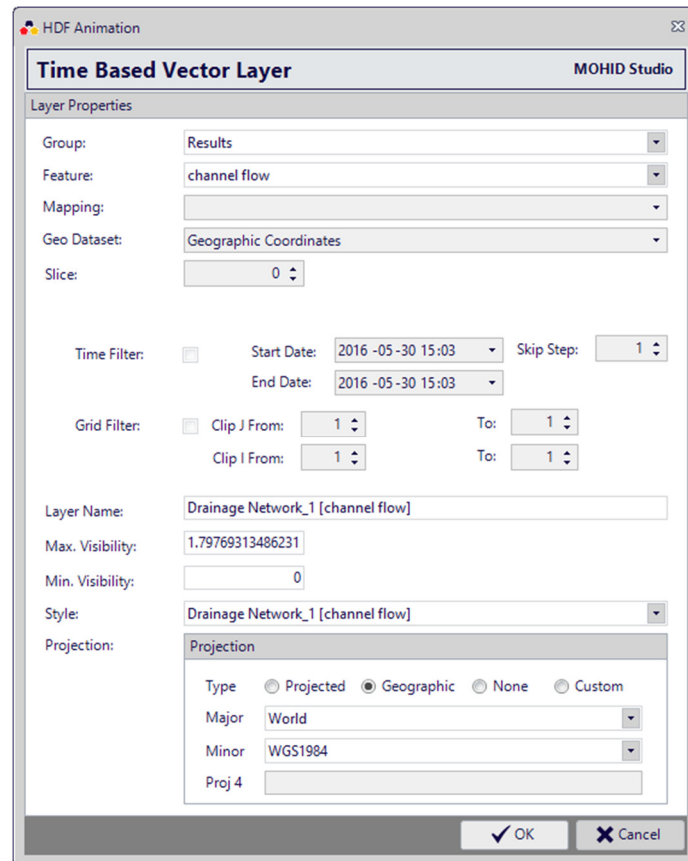 HDF Animation
Time Based Vector Layer MOHID Studio
Layer Properties
Group: Results
Feature: channel flow
Mapping:
Geo Dataset: Geographic Coordinates
Slice: 0
Time Filter: Start Date: 2016 -05-30 15:03 Skip Step: 1
End Date: 2016 -05-30 15:03
Grid Filter: Clip J From: 1 To: 1
Clip I From: 1 To: 1
Layer Name: Drainage Network_1 [channel flow]
Max. Visibility: 1.79769313486231
Min. Visibility: 0
Style: Drainage Network_1 [channel flow]
Projection: Projection
Type Projected Geographic None Custom
Major World
Minor WGS1984
Proj 4
OK Cancel